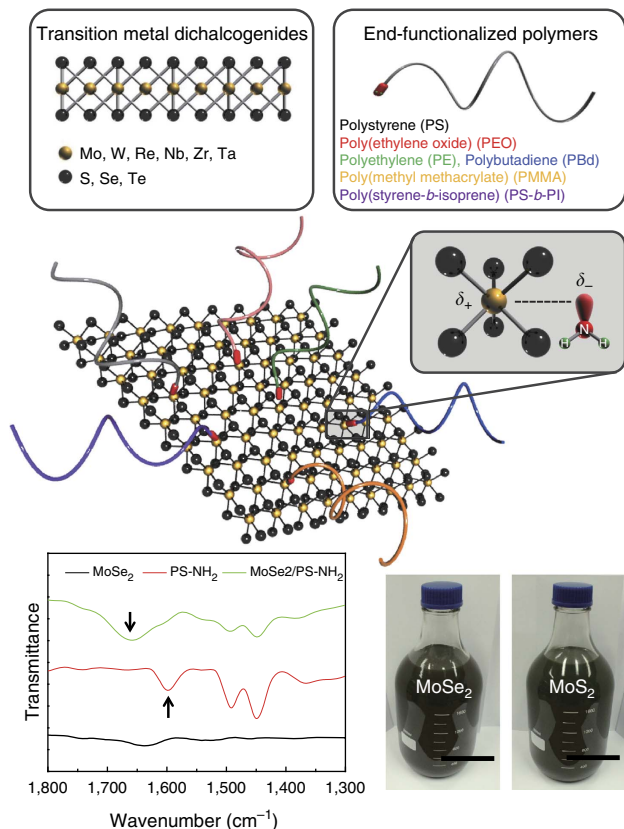 Transition metal dichalcogenides
Mo, W, Re, Nb, Zr, Ta
S, Se, Te
End-functionalized polymers
Polystyrene (PS)
Poly(ethylene oxide) (PEO)
Polyethylene (PE), Polybutadiene (PBd)
Poly(methyl methacrylate) (PMMA)
Poly(styrene-b-isoprene) (PS-b-PI)
δ+
δ−
N
H H
MoSe₂ PS-NH₂ MoSe2/PS-NH₂
Transmittance
1,800 1,700 1,600 1,500 1,400 1,300
Wavenumber (cm⁻¹)
MoSe₂
MoS₂